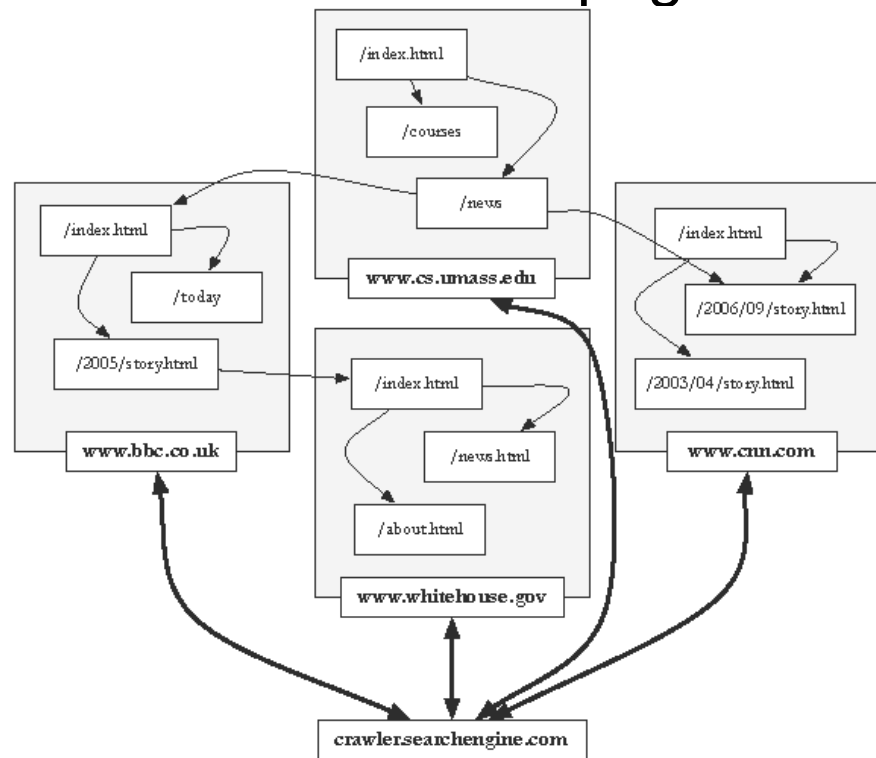 /index.html
/courses
/news
www.cs.umass.edu
/index.html
/today
/2005/story.html
www.bbc.co.uk
/index.html
/2006/09/story.html
/2003/04/story.html
www.cnn.com
/index.html
/news.html
/about.html
www.whitehouse.gov
crawler.searchengine.com